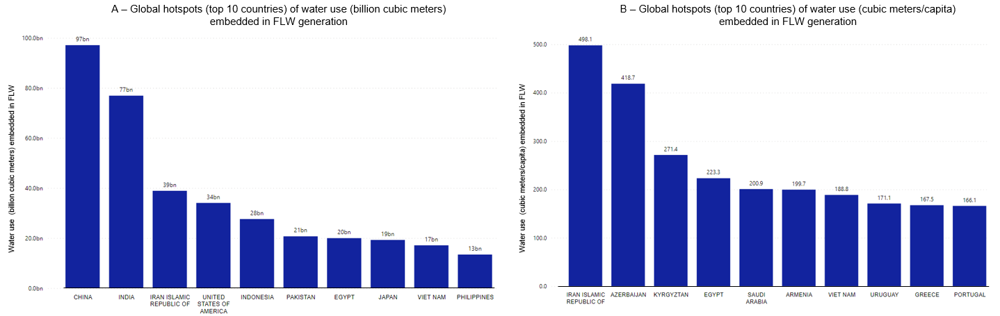 A – Global hotspots (top 10 countries) of water use (billion cubic meters)
embedded in FLW generation
Water use  (billion cubic meters) embedded in FLW
100.0bn
80.0bn
60.0bn
40.0bn
20.0bn
0.0bn
97bn
77bn
39bn
34bn
28bn
21bn
20bn
19bn
17bn
13bn
CHINA
INDIA
IRAN ISLAMIC
REPUBLIC OF
UNITED
STATES OF
AMERICA
INDONESIA
PAKISTAN
EGYPT
JAPAN
VIET NAM
PHILIPPINES
B – Global hotspots (top 10 countries) of water use (cubic meters/capita)
embedded in FLW generation
Water use  (cubic meters/capita) embedded in FLW
500.0
400.0
300.0
200.0
100.0
0.0
498.1
418.7
271.4
223.3
200.9
199.7
188.8
171.1
167.5
166.1
IRAN ISLAMIC
REPUBLIC OF
AZERBAIJAN
KYRGYZTAN
EGYPT
SAUDI
ARABIA
ARMENIA
VIET NAM
URUGUAY
GREECE
PORTUGAL